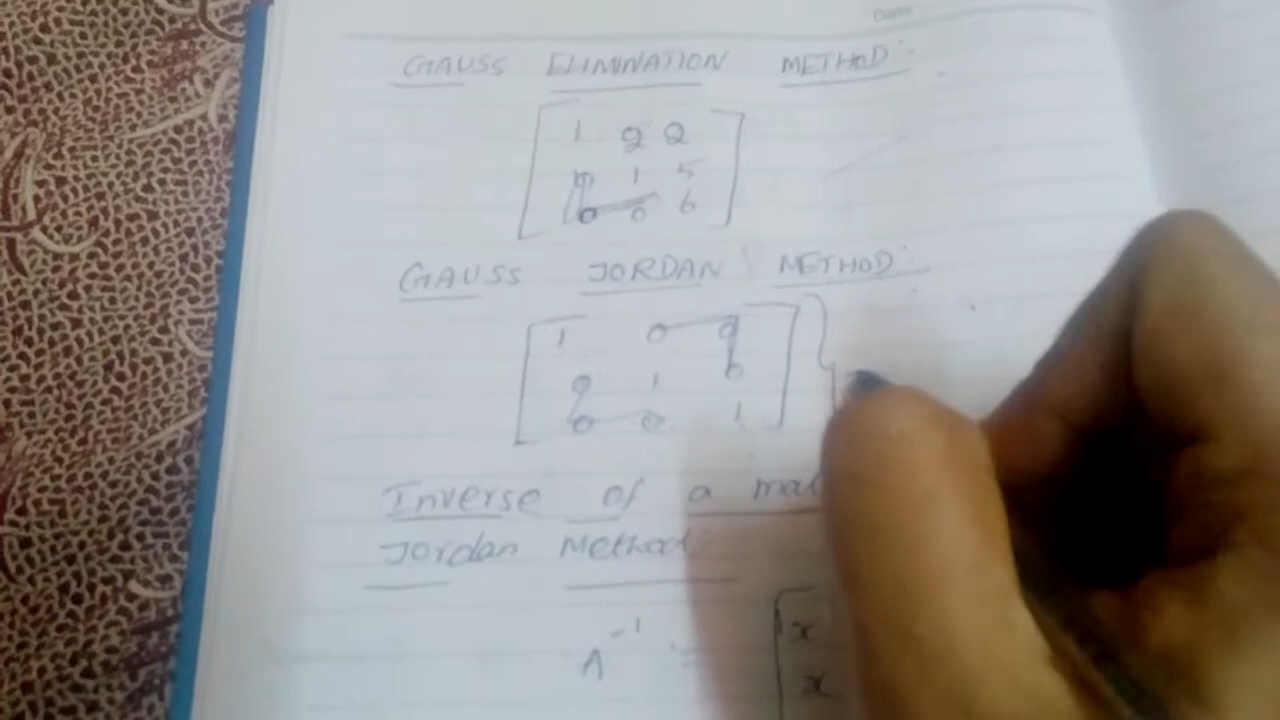 GAUSS ELIMINATION METHOD:
1 2 2
0 1 5
0 0 6
GAUSS JORDAN METHOD:
1 0 0
0 1 0
0 0 1
Inverse of a
Jordan Method
A⁻¹ =
x
x